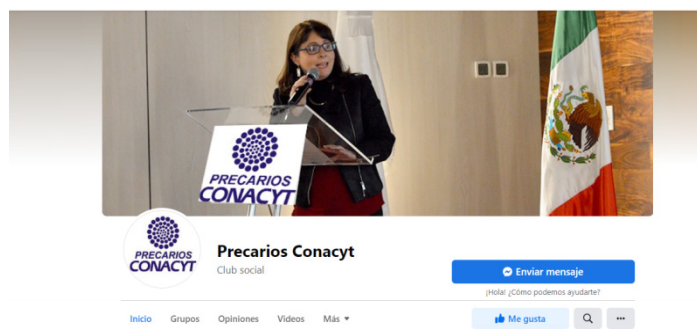 PRECARIOS
CONACYT
PRECARIOS
CONACYT
Precarios Conacyt
Club social
Enviar mensaje
¡Hola! ¿Cómo podemos ayudarte?
Inicio Grupos Opiniones Videos Más
Me gusta